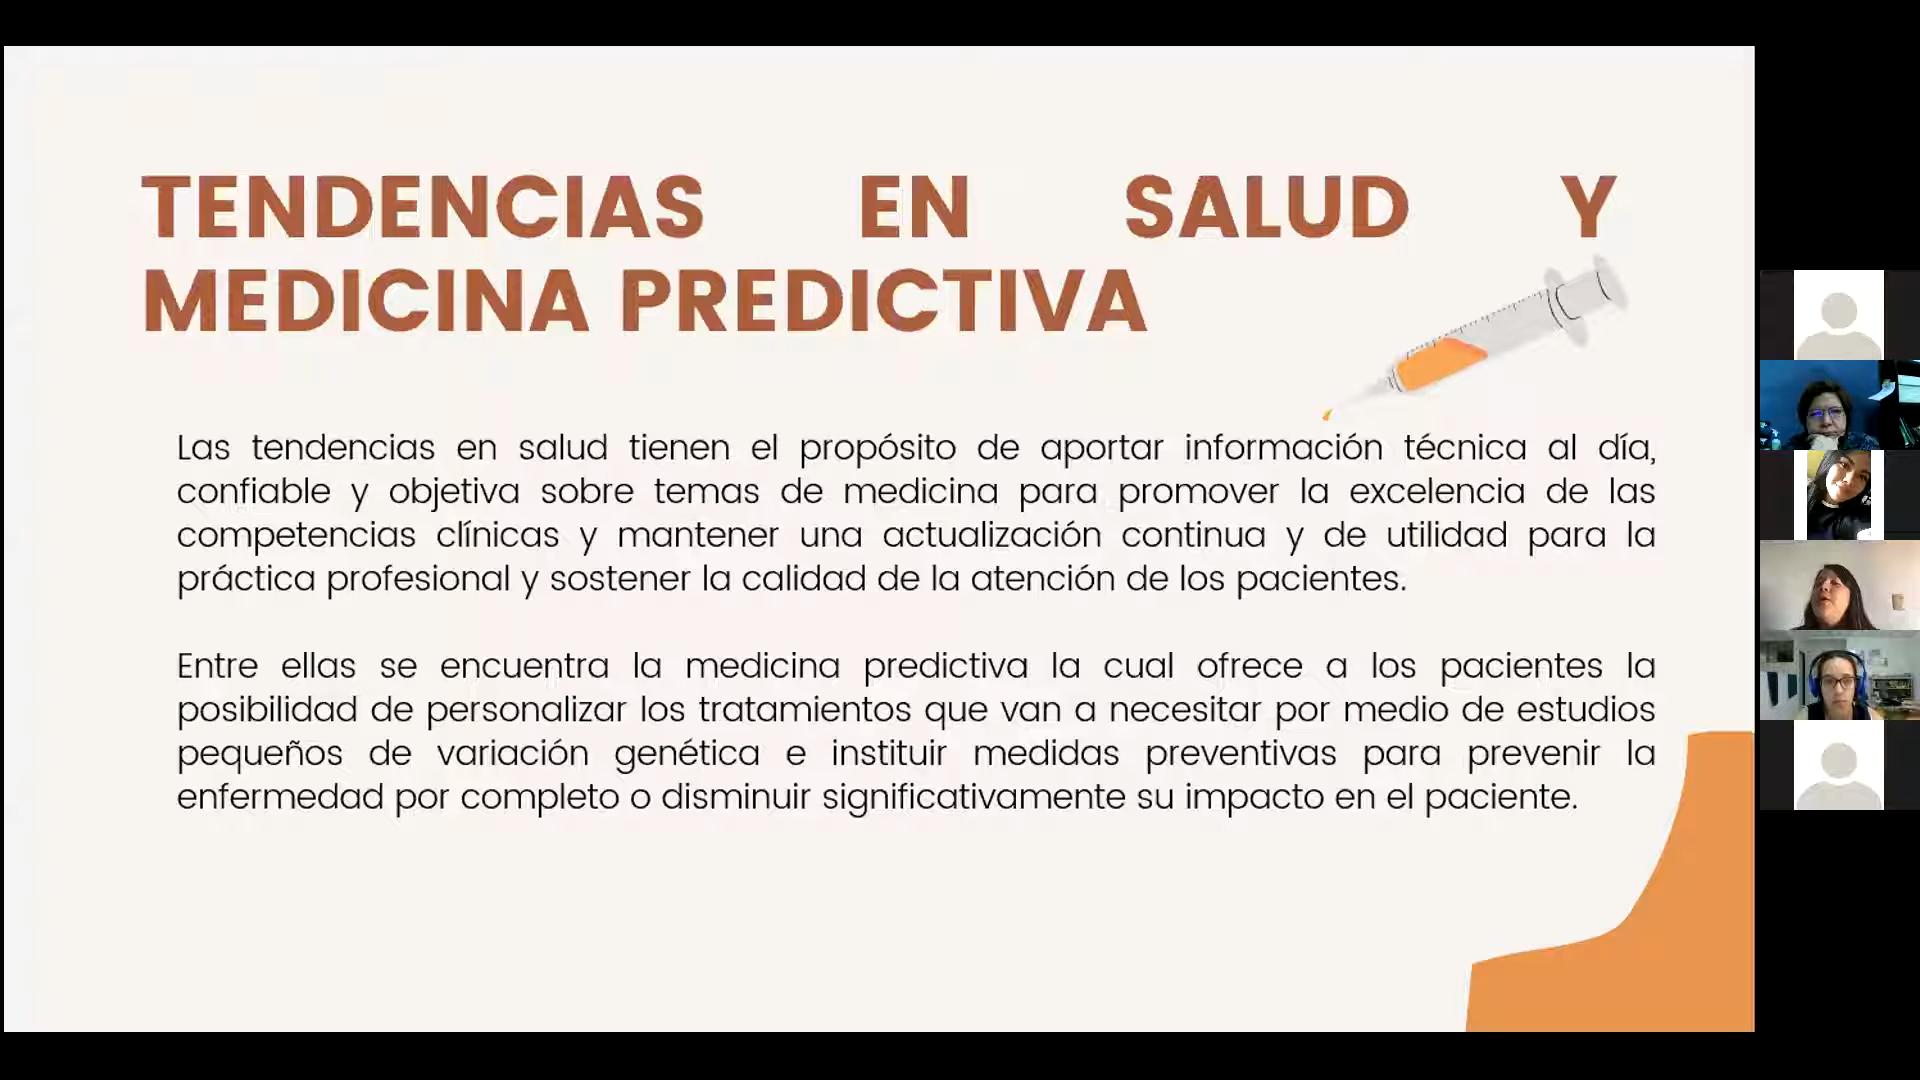 TENDENCIAS EN SALUD Y
MEDICINA PREDICTIVA
Las tendencias en salud tienen el propósito de aportar información técnica al día,
confiable y objetiva sobre temas de medicina para promover la excelencia de las
competencias clínicas y mantener una actualización continua y de utilidad para la
práctica profesional y sostener la calidad de la atención de los pacientes.
Entre ellas se encuentra la medicina predictiva la cual ofrece a los pacientes la
posibilidad de personalizar los tratamientos que van a necesitar por medio de estudios
pequeños de variación genética e instituir medidas preventivas para prevenir la
enfermedad por completo o disminuir significativamente su impacto en el paciente.